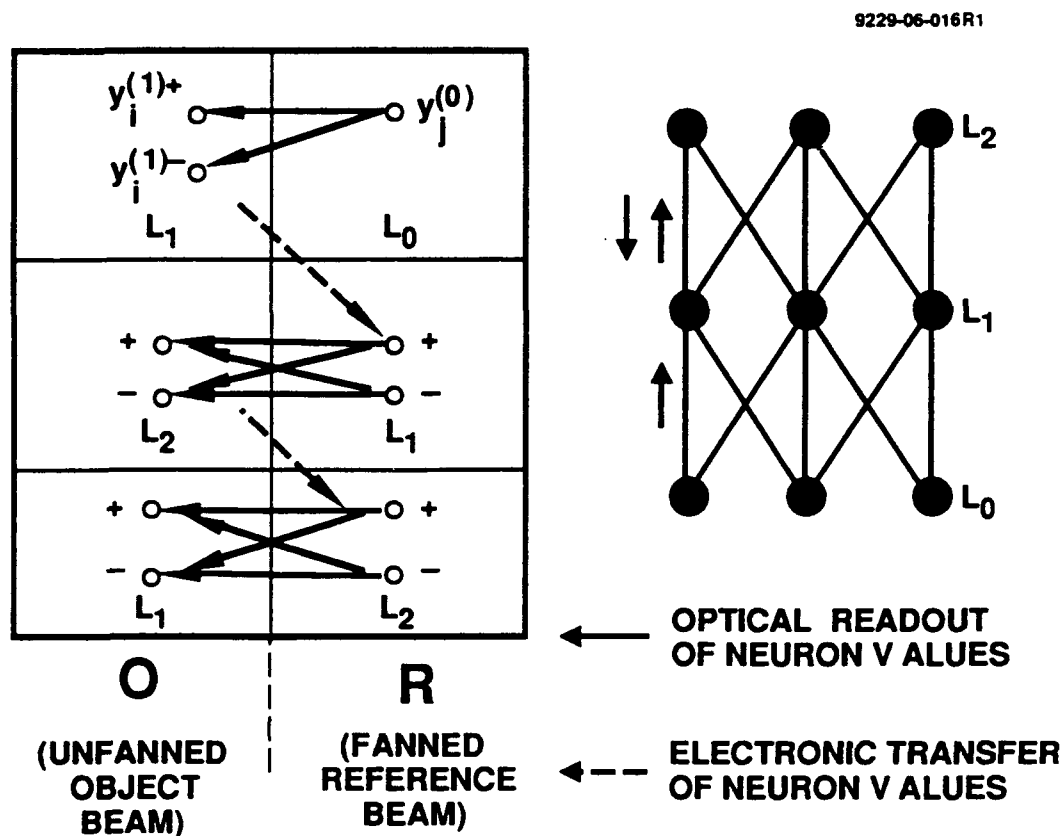 9229-06-016R1
y_i^(1)+
y_j^(0)
y_i^(1)-
L1 L0
+ +
- -
L2 L1
+ +
- -
L1 L2
O R
(UNFANNED
OBJECT
BEAM)
(FANNED
REFERENCE
BEAM)
L2
L1
L0
OPTICAL READOUT
OF NEURON V ALUES
ELECTRONIC TRANSFER
OF NEURON V ALUES